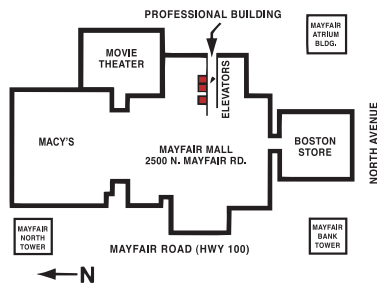 PROFESSIONAL BUILDING
MAYFAIR
ATRIUM
BLDG.
MOVIE
THEATER
ELEVATORS
MACY'S
MAYFAIR MALL
2500 N. MAYFAIR RD.
BOSTON
STORE
NORTH AVENUE
MAYFAIR
NORTH
TOWER
MAYFAIR
BANK
TOWER
MAYFAIR ROAD (HWY 100)
N